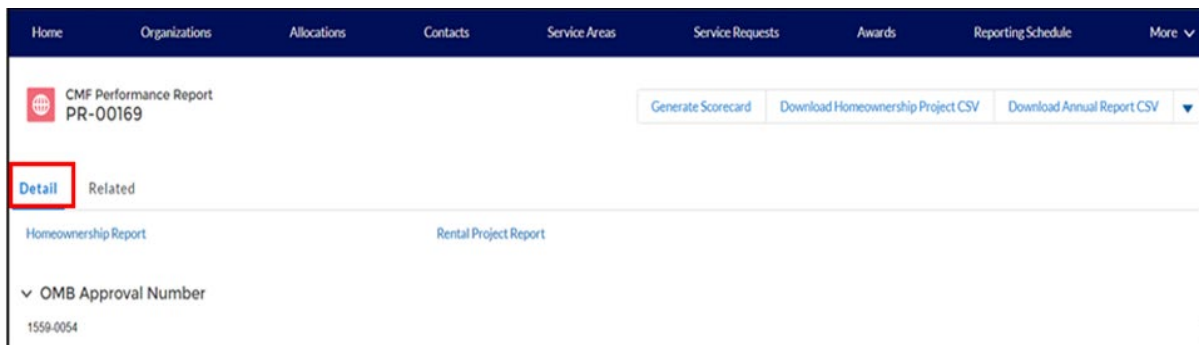 Home Organizations Allocations Contacts Service Areas Service Requests Awards Reporting Schedule More
CMF Performance Report
PR-00169
Generate Scorecard Download Homeownership Project CSV Download Annual Report CSV
Detail Related
Homeownership Report Rental Project Report
OMB Approval Number
1559-0054